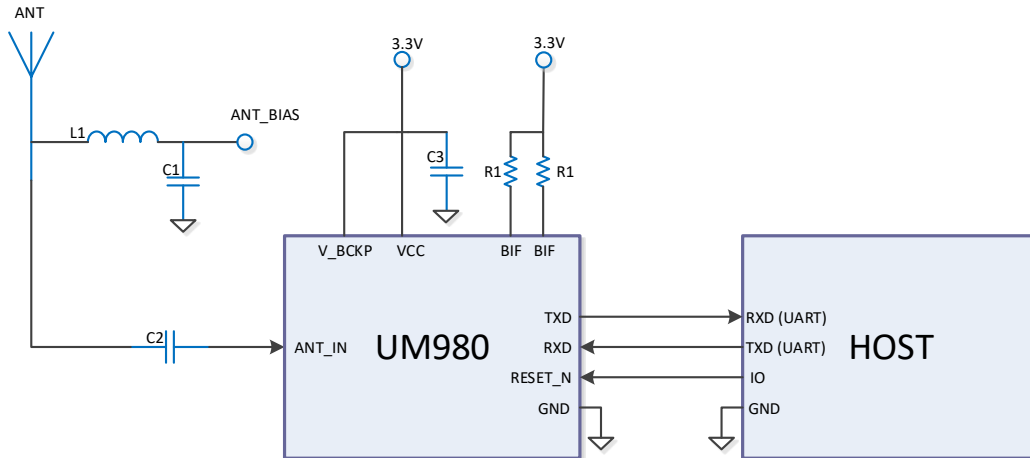 ANT
3.3V
3.3V
ANT_BIAS
L1
C1
C3
R1
R1
V_BCKP
VCC
BIF
BIF
TXD
RXD (UART)
C2
ANT_IN
UM980
RXD
TXD (UART)
HOST
RESET_N
IO
GND
GND